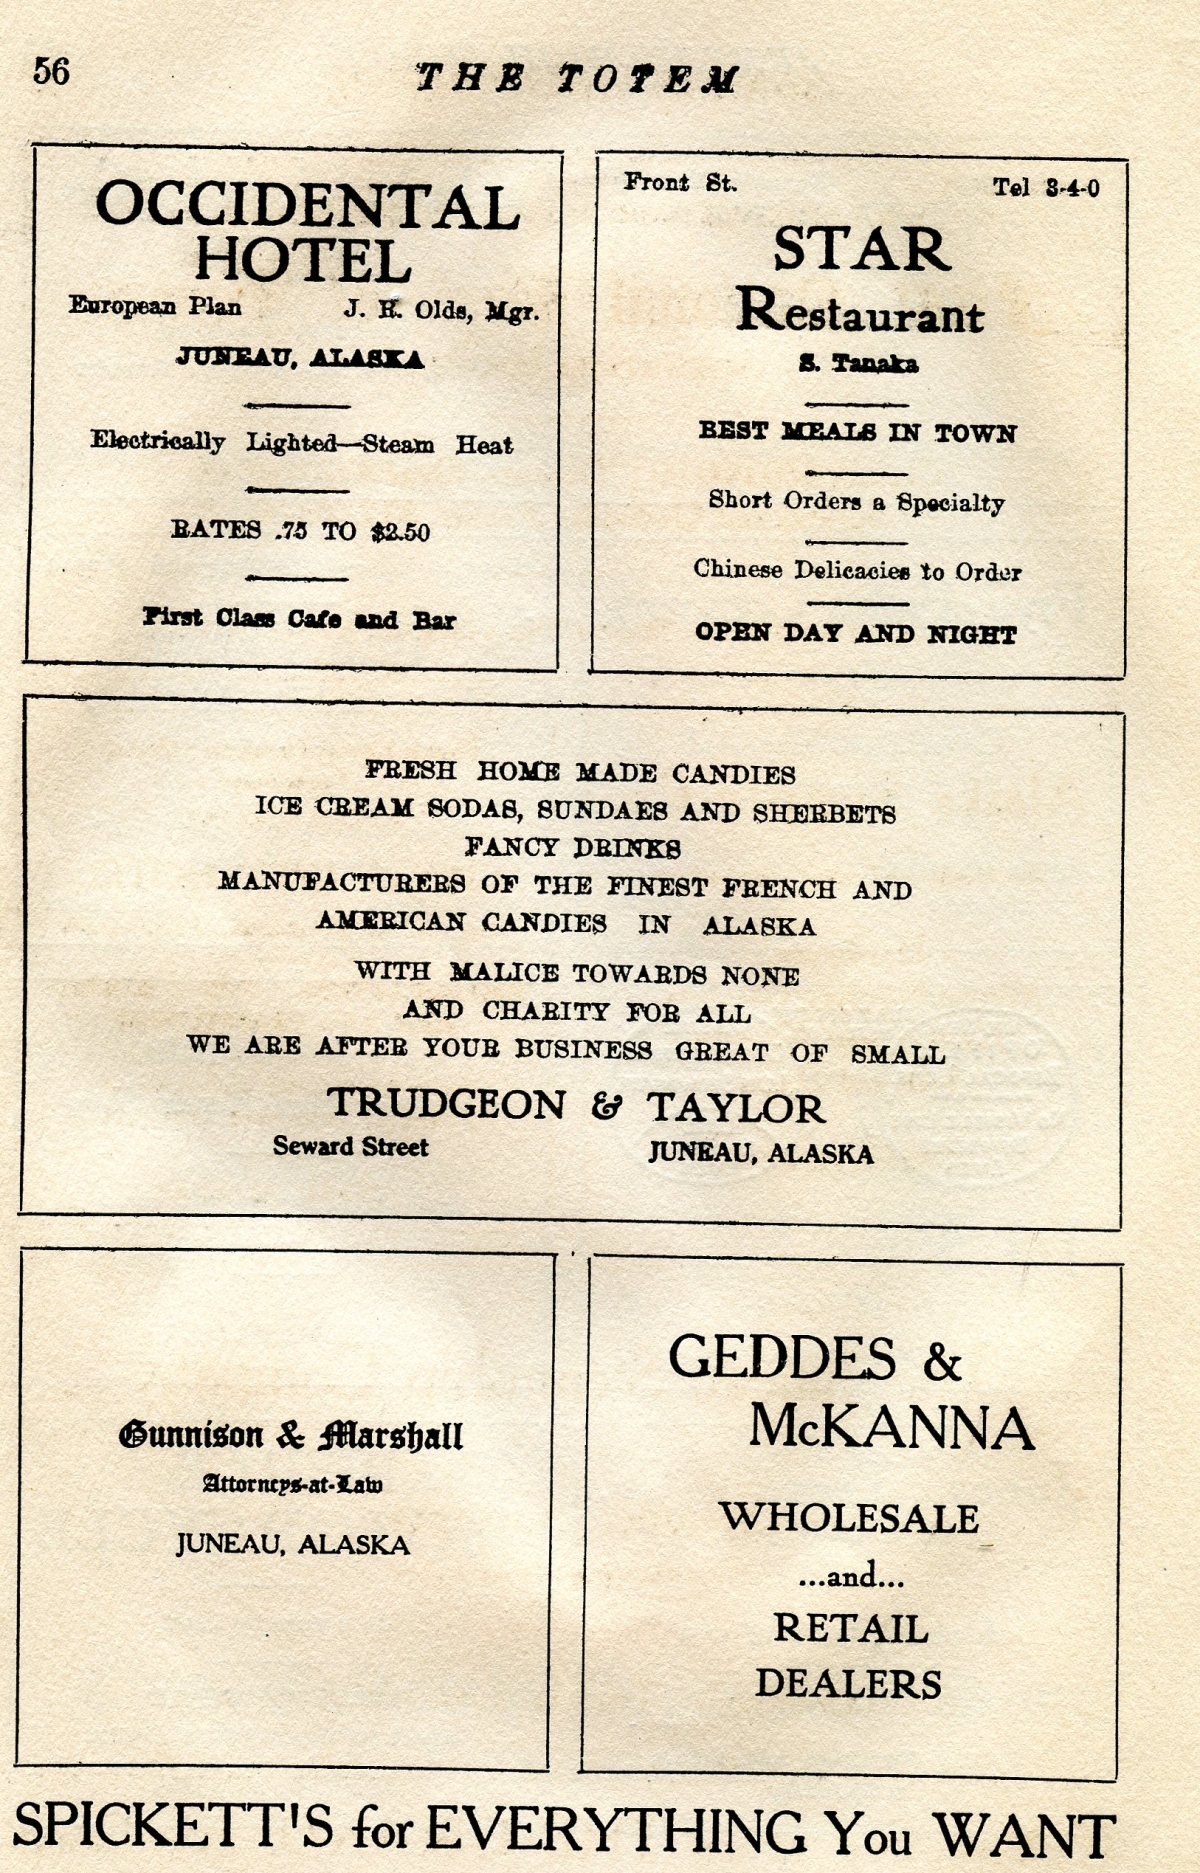 56
THE TOTEM
OCCIDENTAL
HOTEL
European Plan J. R. Olds, Mgr.
JUNEAU, ALASKA
Electrically Lighted—Steam Heat
RATES .75 TO $2.50
First Class Cafe and Bar
Front St. Tel 3-4-0
STAR
Restaurant
S. Tanaka
BEST MEALS IN TOWN
Short Orders a Specialty
Chinese Delicacies to Order
OPEN DAY AND NIGHT
FRESH HOME MADE CANDIES
ICE CREAM SODAS, SUNDAES AND SHERBETS
FANCY DRINKS
MANUFACTURERS OF THE FINEST FRENCH AND
AMERICAN CANDIES IN ALASKA
WITH MALICE TOWARDS NONE
AND CHARITY FOR ALL
WE ARE AFTER YOUR BUSINESS GREAT OF SMALL
TRUDGEON & TAYLOR
Seward Street JUNEAU, ALASKA
Gunnison & Marshall
Attorneys-at-Law
JUNEAU, ALASKA
GEDDES &
McKANNA
WHOLESALE
...and...
RETAIL
DEALERS
SPICKETT'S for EVERYTHING You WANT